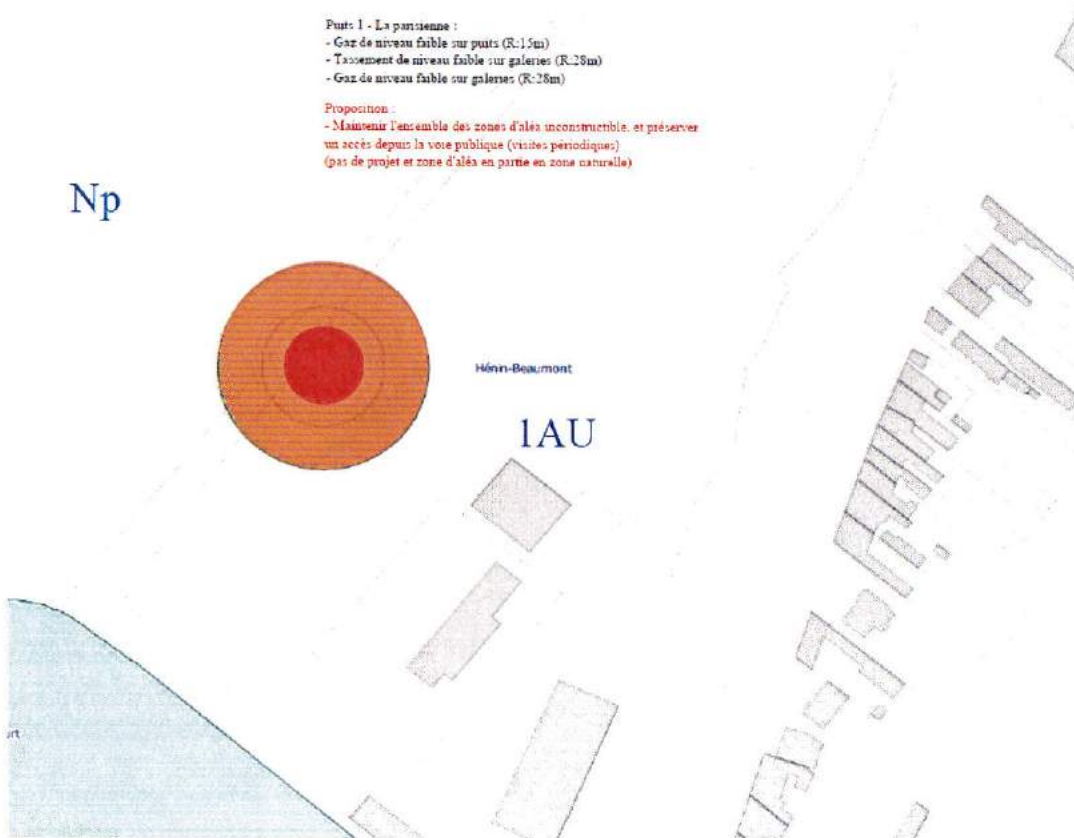 Puits 1 - La parisienne :
- Gaz de niveau faible sur puits (R:15m)
- Tassement de niveau faible sur galeries (R:28m)
- Gaz de niveau faible sur galeries (R:28m)
Proposition :
- Maintenir l'ensemble des zones d'aléa inconstructible, et préserver
un accès depuis la voie publique (visites périodiques)
(pas de projet et zone d'aléa en partie en zone naturelle)
Np
Hénin-Beaumont
1AU